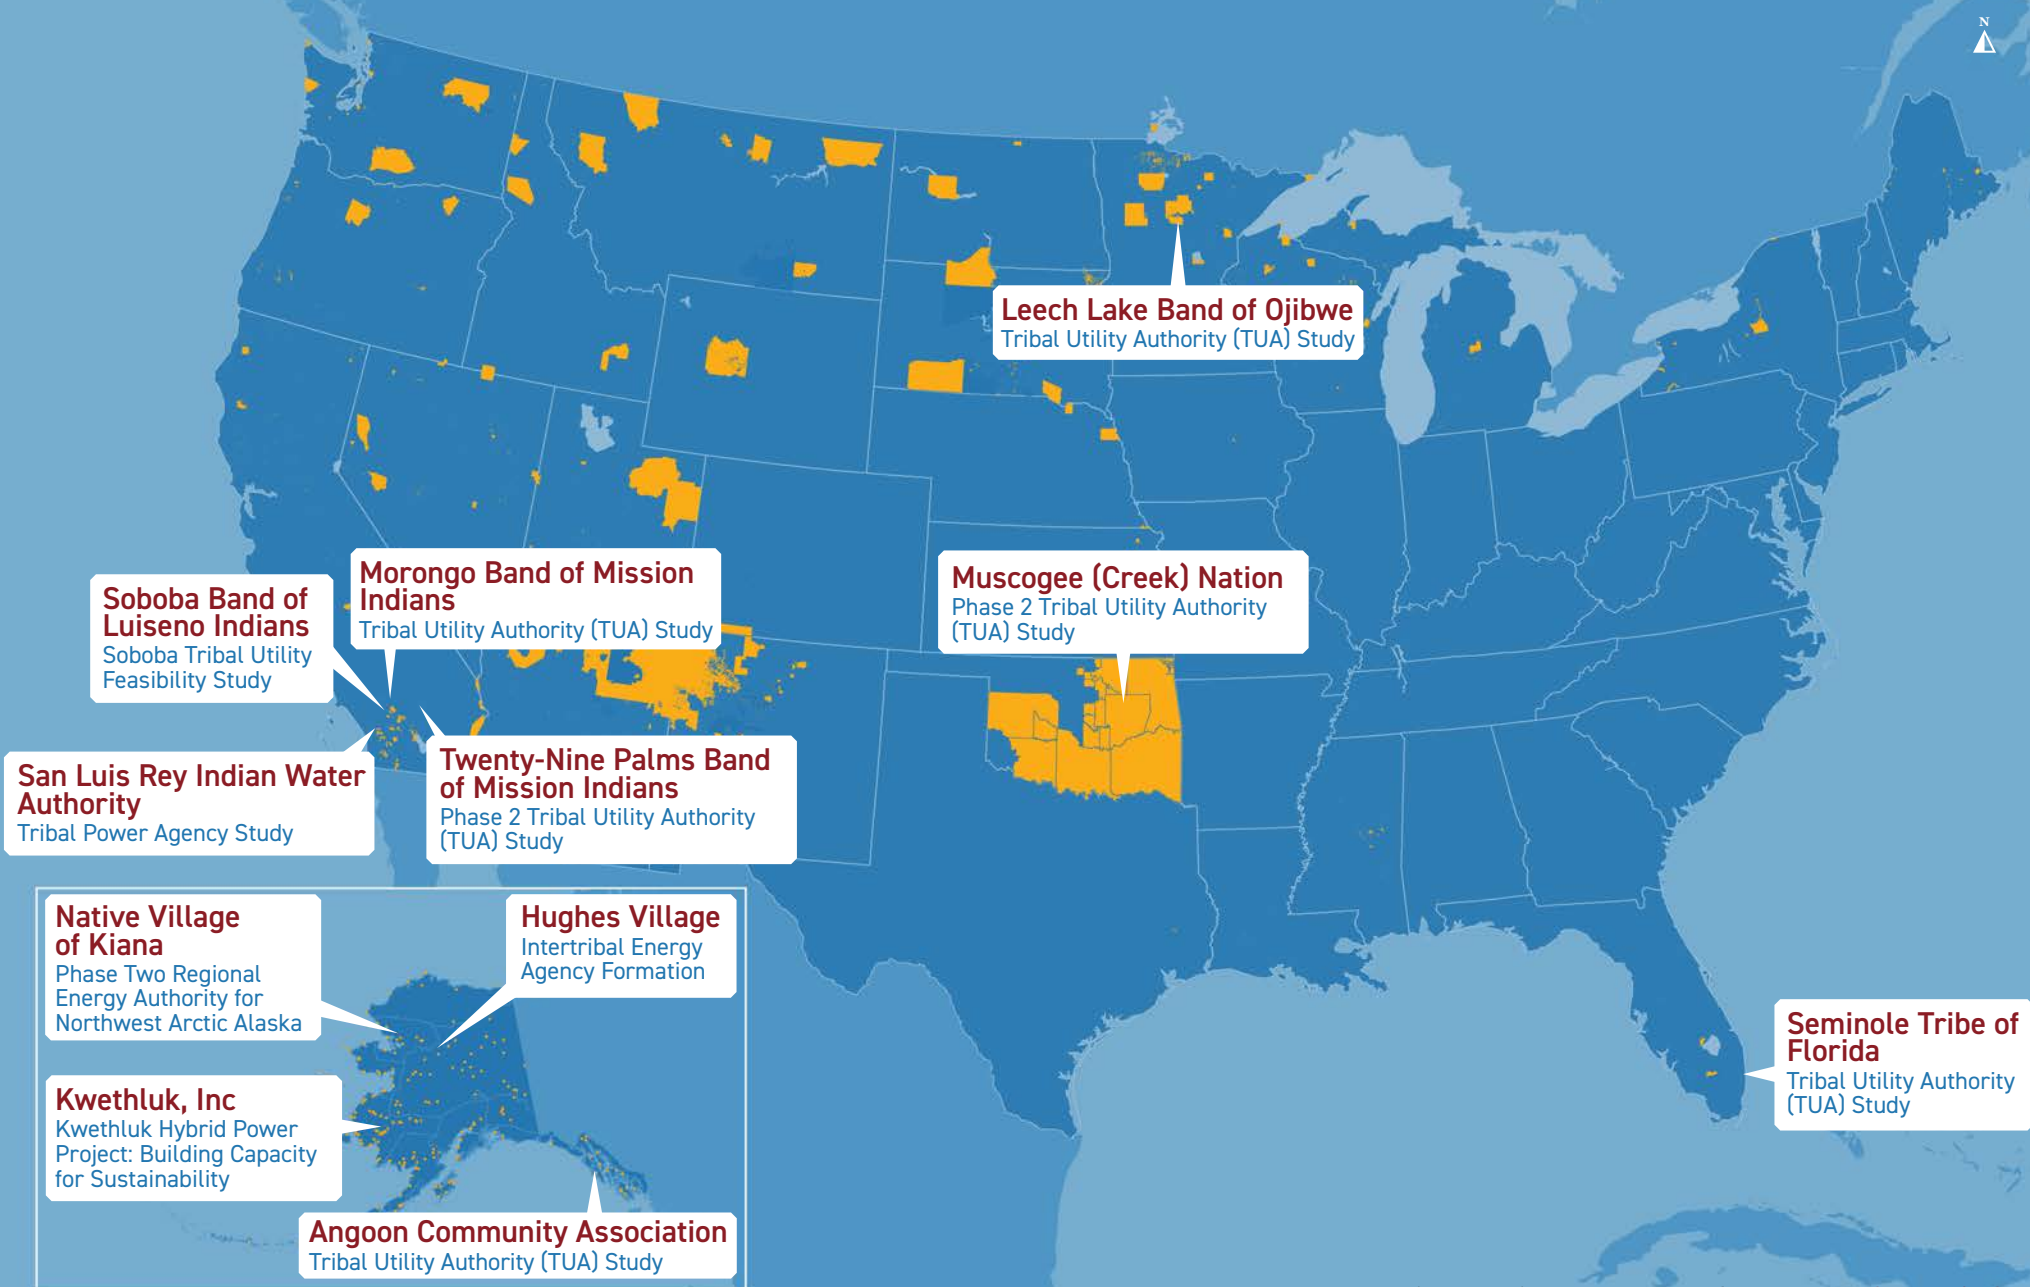 N
Leech Lake Band of Ojibwe
Tribal Utility Authority (TUA) Study
Morongo Band of Mission
Indians
Tribal Utility Authority (TUA) Study
Soboba Band of
Luiseno Indians
Soboba Tribal Utility
Feasibility Study
Muscogee (Creek) Nation
Phase 2 Tribal Utility Authority
(TUA) Study
San Luis Rey Indian Water
Authority
Tribal Power Agency Study
Twenty-Nine Palms Band
of Mission Indians
Phase 2 Tribal Utility Authority
(TUA) Study
Native Village
of Kiana
Phase Two Regional
Energy Authority for
Northwest Arctic Alaska
Hughes Village
Intertribal Energy
Agency Formation
Kwethluk, Inc
Kwethluk Hybrid Power
Project: Building Capacity
for Sustainability
Angoon Community Association
Tribal Utility Authority (TUA) Study
Seminole Tribe of
Florida
Tribal Utility Authority
(TUA) Study